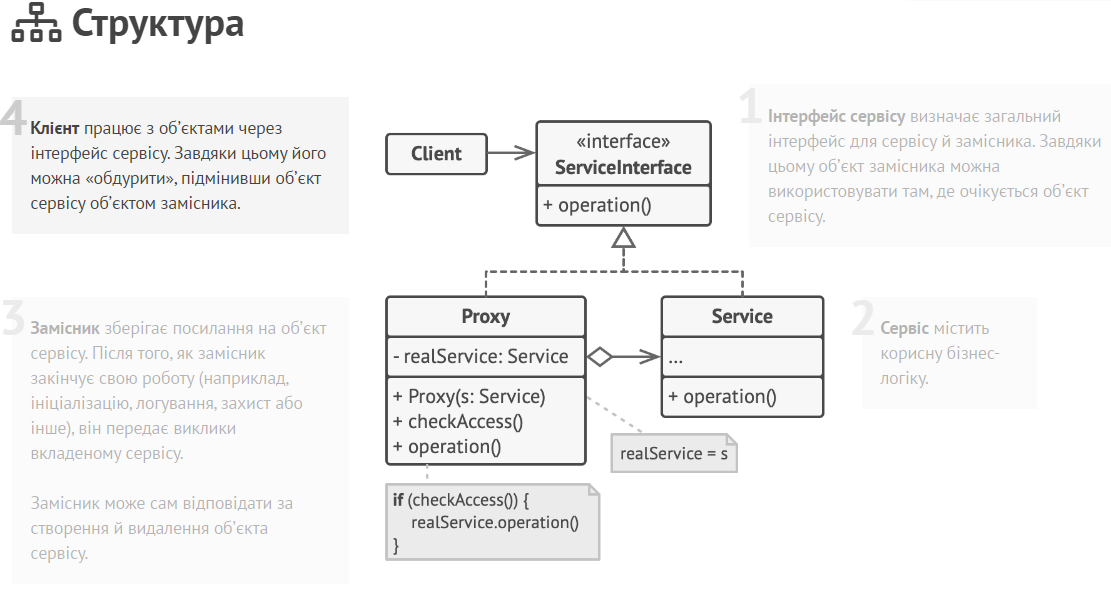 Структура
4
Клієнт працює з об'єктами через
інтерфейс сервісу. Завдяки цьому його
можна «обдурити», підмінивши об'єкт
сервісу об'єктом замісника.
Client
«interface»
ServiceInterface
+ operation()
1
Інтерфейс сервісу визначає загальний
інтерфейс для сервісу й замісника. Завдяки
цьому об'єкт замісника можна
використовувати там, де очікується об'єкт
сервісу.
3
Замісник зберігає посилання на об'єкт
сервісу. Після того, як замісник
закінчує свою роботу (наприклад,
ініціалізацію, логування, захист або
інше), він передає виклики
вкладеному сервісу.
Замісник може сам відповідати за
створення й видалення об'єкта
сервісу.
Proxy
- realService: Service
+ Proxy(s: Service)
+ checkAccess()
+ operation()
Service
...
+ operation()
2
Сервіс містить
корисну бізнес-
логіку.
realService = s
if (checkAccess()) {
realService.operation()
}